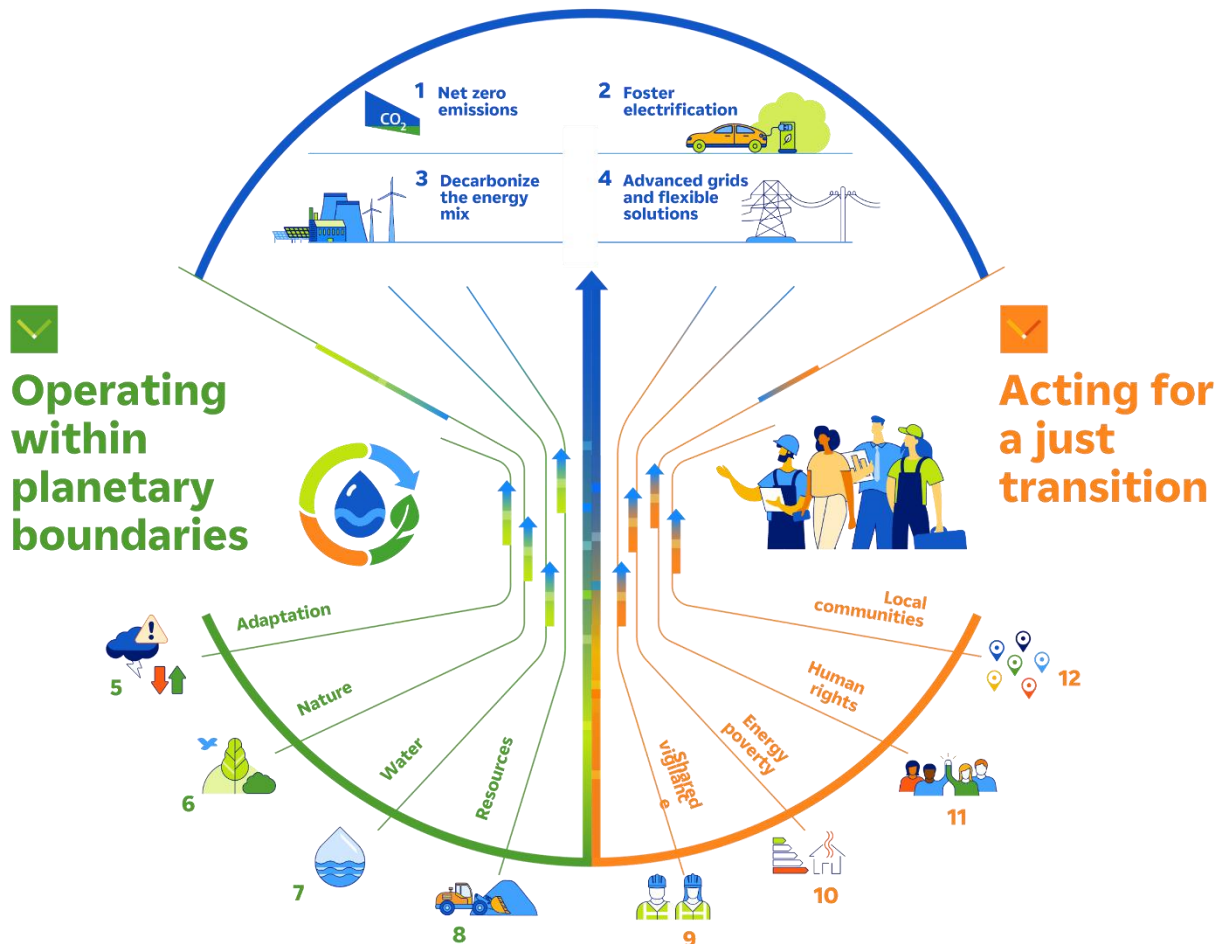 1 Net zero
emissions
CO2
2 Foster
electrification
3 Decarbonize
the energy
mix
4 Advanced grids
and flexible
solutions
Operating
within
planetary
boundaries
Acting for
a just
transition
Adaptation
5
Nature
6
Water
7
Resources
8
Shared
vigilanc
e
9
Energy
poverty
10
Human
rights
11
Local
communities
12
!